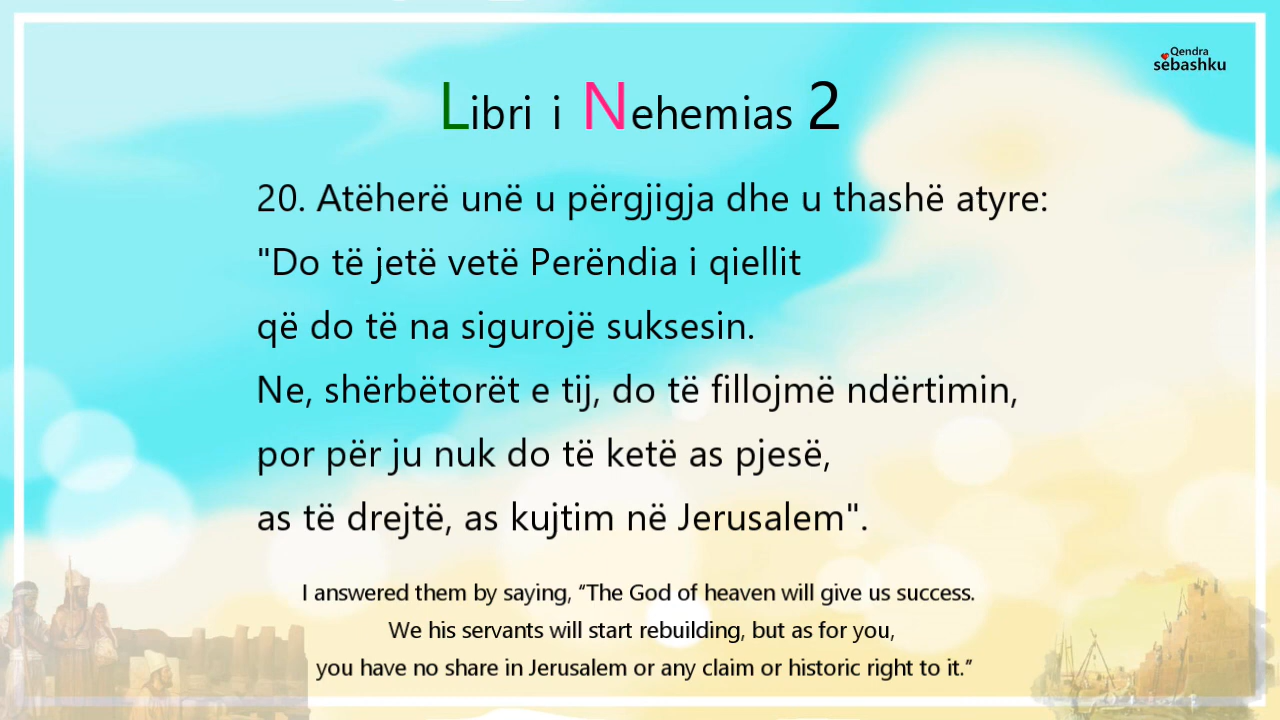 Qendra
sëbashku
Libri i Nehemias 2
20. Atëherë unë u përgjigja dhe u thashë atyre:
"Do të jetë vetë Perëndia i qiellit
që do të na sigurojë suksesin.
Ne, shërbëtorët e tij, do të fillojmë ndërtimin,
por për ju nuk do të ketë as pjesë,
as të drejtë, as kujtim në Jerusalem".
I answered them by saying, “The God of heaven will give us success.
We his servants will start rebuilding, but as for you,
you have no share in Jerusalem or any claim or historic right to it.”